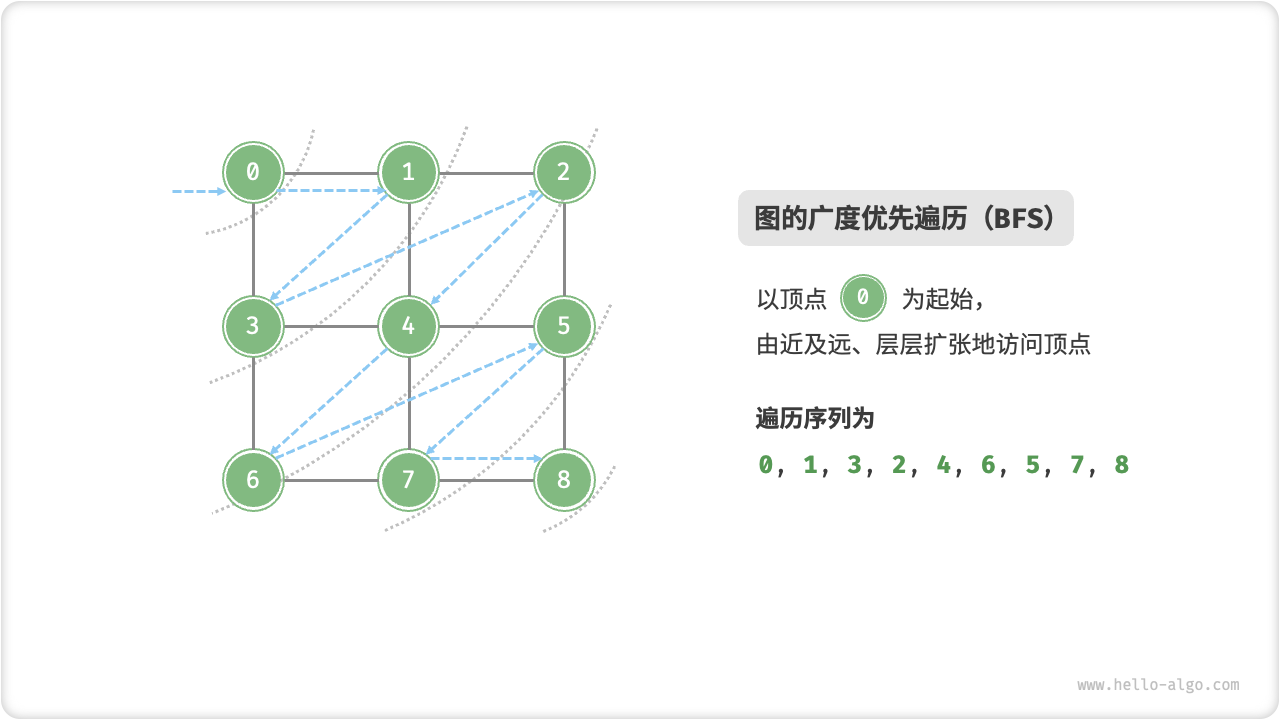 0 1 2
3 4 5
6 7 8
图的广度优先遍历（BFS）
以顶点 0 为起始，
由近及远、层层扩张地访问顶点
遍历序列为
0, 1, 3, 2, 4, 6, 5, 7, 8
www.hello-algo.com